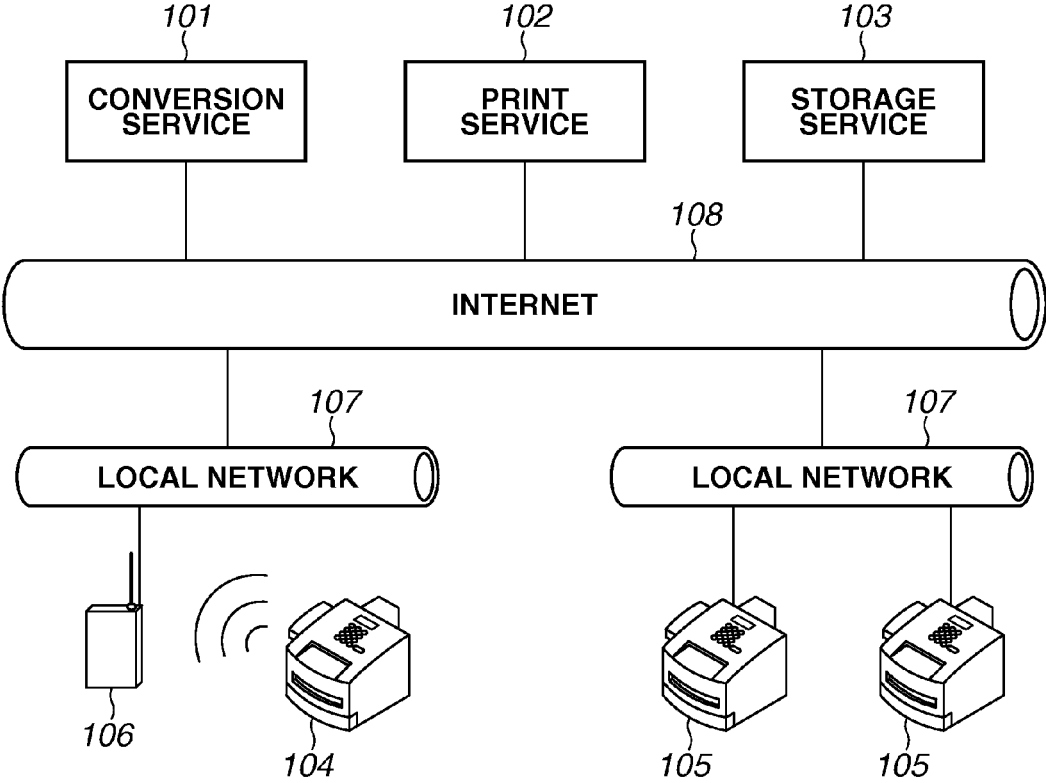 101 102 103
CONVERSION SERVICE
PRINT SERVICE
STORAGE SERVICE
108
INTERNET
107 107
LOCAL NETWORK LOCAL NETWORK
106 104 105 105